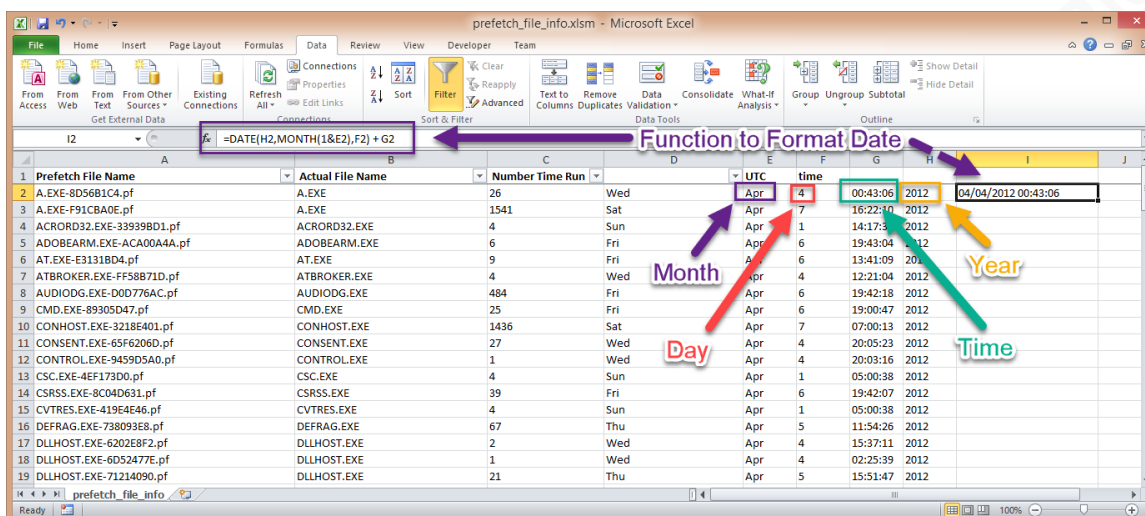 prefetch_file_info.xlsm - Microsoft Excel
File Home Insert Page Layout Formulas Data Review View Developer Team
From Access From Web From Text From Other Sources Existing Connections Refresh All Connections Properties Edit Links Sort Filter Clear Reapply Advanced Text to Columns Remove Duplicates Data Validation Consolidate What-If Analysis Group Ungroup Subtotal Show Detail Hide Detail
Get External Data Connections Sort & Filter Data Tools Outline
I2 fx =DATE(H2,MONTH(1&E2),F2) + G2
Function to Format Date
A B C D E F G H I J
1 Prefetch File Name Actual File Name Number Time Run UTC time
2 A.EXE-8D56B1C4.pf A.EXE 26 Wed Apr 4 00:43:06 2012 04/04/2012 00:43:06
3 A.EXE-F91CBA0E.pf A.EXE 1541 Sat Apr 7 16:22:10 2012
4 ACRORD32.EXE-33939BD1.pf ACRORD32.EXE 4 Sun Apr 1 2012
5 ADOBEARM.EXE-ACA00A4A.pf ADOBEARM.EXE 6 Fri Apr 6 19:43:04 2012
6 AT.EXE-E3131BD4.pf AT.EXE 9 Fri Apr 6 13:41:09 2012
7 ATBROKER.EXE-FF58B71D.pf ATBROKER.EXE 4 Wed Apr 4 12:21:04 2012
8 AUDIODG.EXE-D0D776AC.pf AUDIODG.EXE 484 Fri Apr 6 19:42:18 2012
9 CMD.EXE-89305D47.pf CMD.EXE 25 Fri Apr 6 19:00:47 2012
10 CONHOST.EXE-3218E401.pf CONHOST.EXE 1436 Sat Apr 7 07:00:13 2012
11 CONSENT.EXE-65F6206D.pf CONSENT.EXE 27 Wed Apr 4 20:05:23 2012
12 CONTROL.EXE-9459D5A0.pf CONTROL.EXE 1 Wed Apr 4 20:03:16 2012
13 CSC.EXE-4EF173D0.pf CSC.EXE 4 Sun Apr 1 05:00:38 2012
14 CSRSS.EXE-8C04D631.pf CSRSS.EXE 39 Fri Apr 6 19:42:07 2012
15 CVTRES.EXE-419E4E46.pf CVTRES.EXE 4 Sun Apr 1 05:00:38 2012
16 DEFRAG.EXE-738093E8.pf DEFRAG.EXE 67 Thu Apr 5 11:54:26 2012
17 DLLHOST.EXE-6202E8F2.pf DLLHOST.EXE 2 Wed Apr 4 15:37:11 2012
18 DLLHOST.EXE-6D52477E.pf DLLHOST.EXE 1 Wed Apr 4 02:25:39 2012
19 DLLHOST.EXE-71214090.pf DLLHOST.EXE 21 Thu Apr 5 15:51:47 2012
Month
Day
Time
Year
prefetch_file_info
Ready 100%